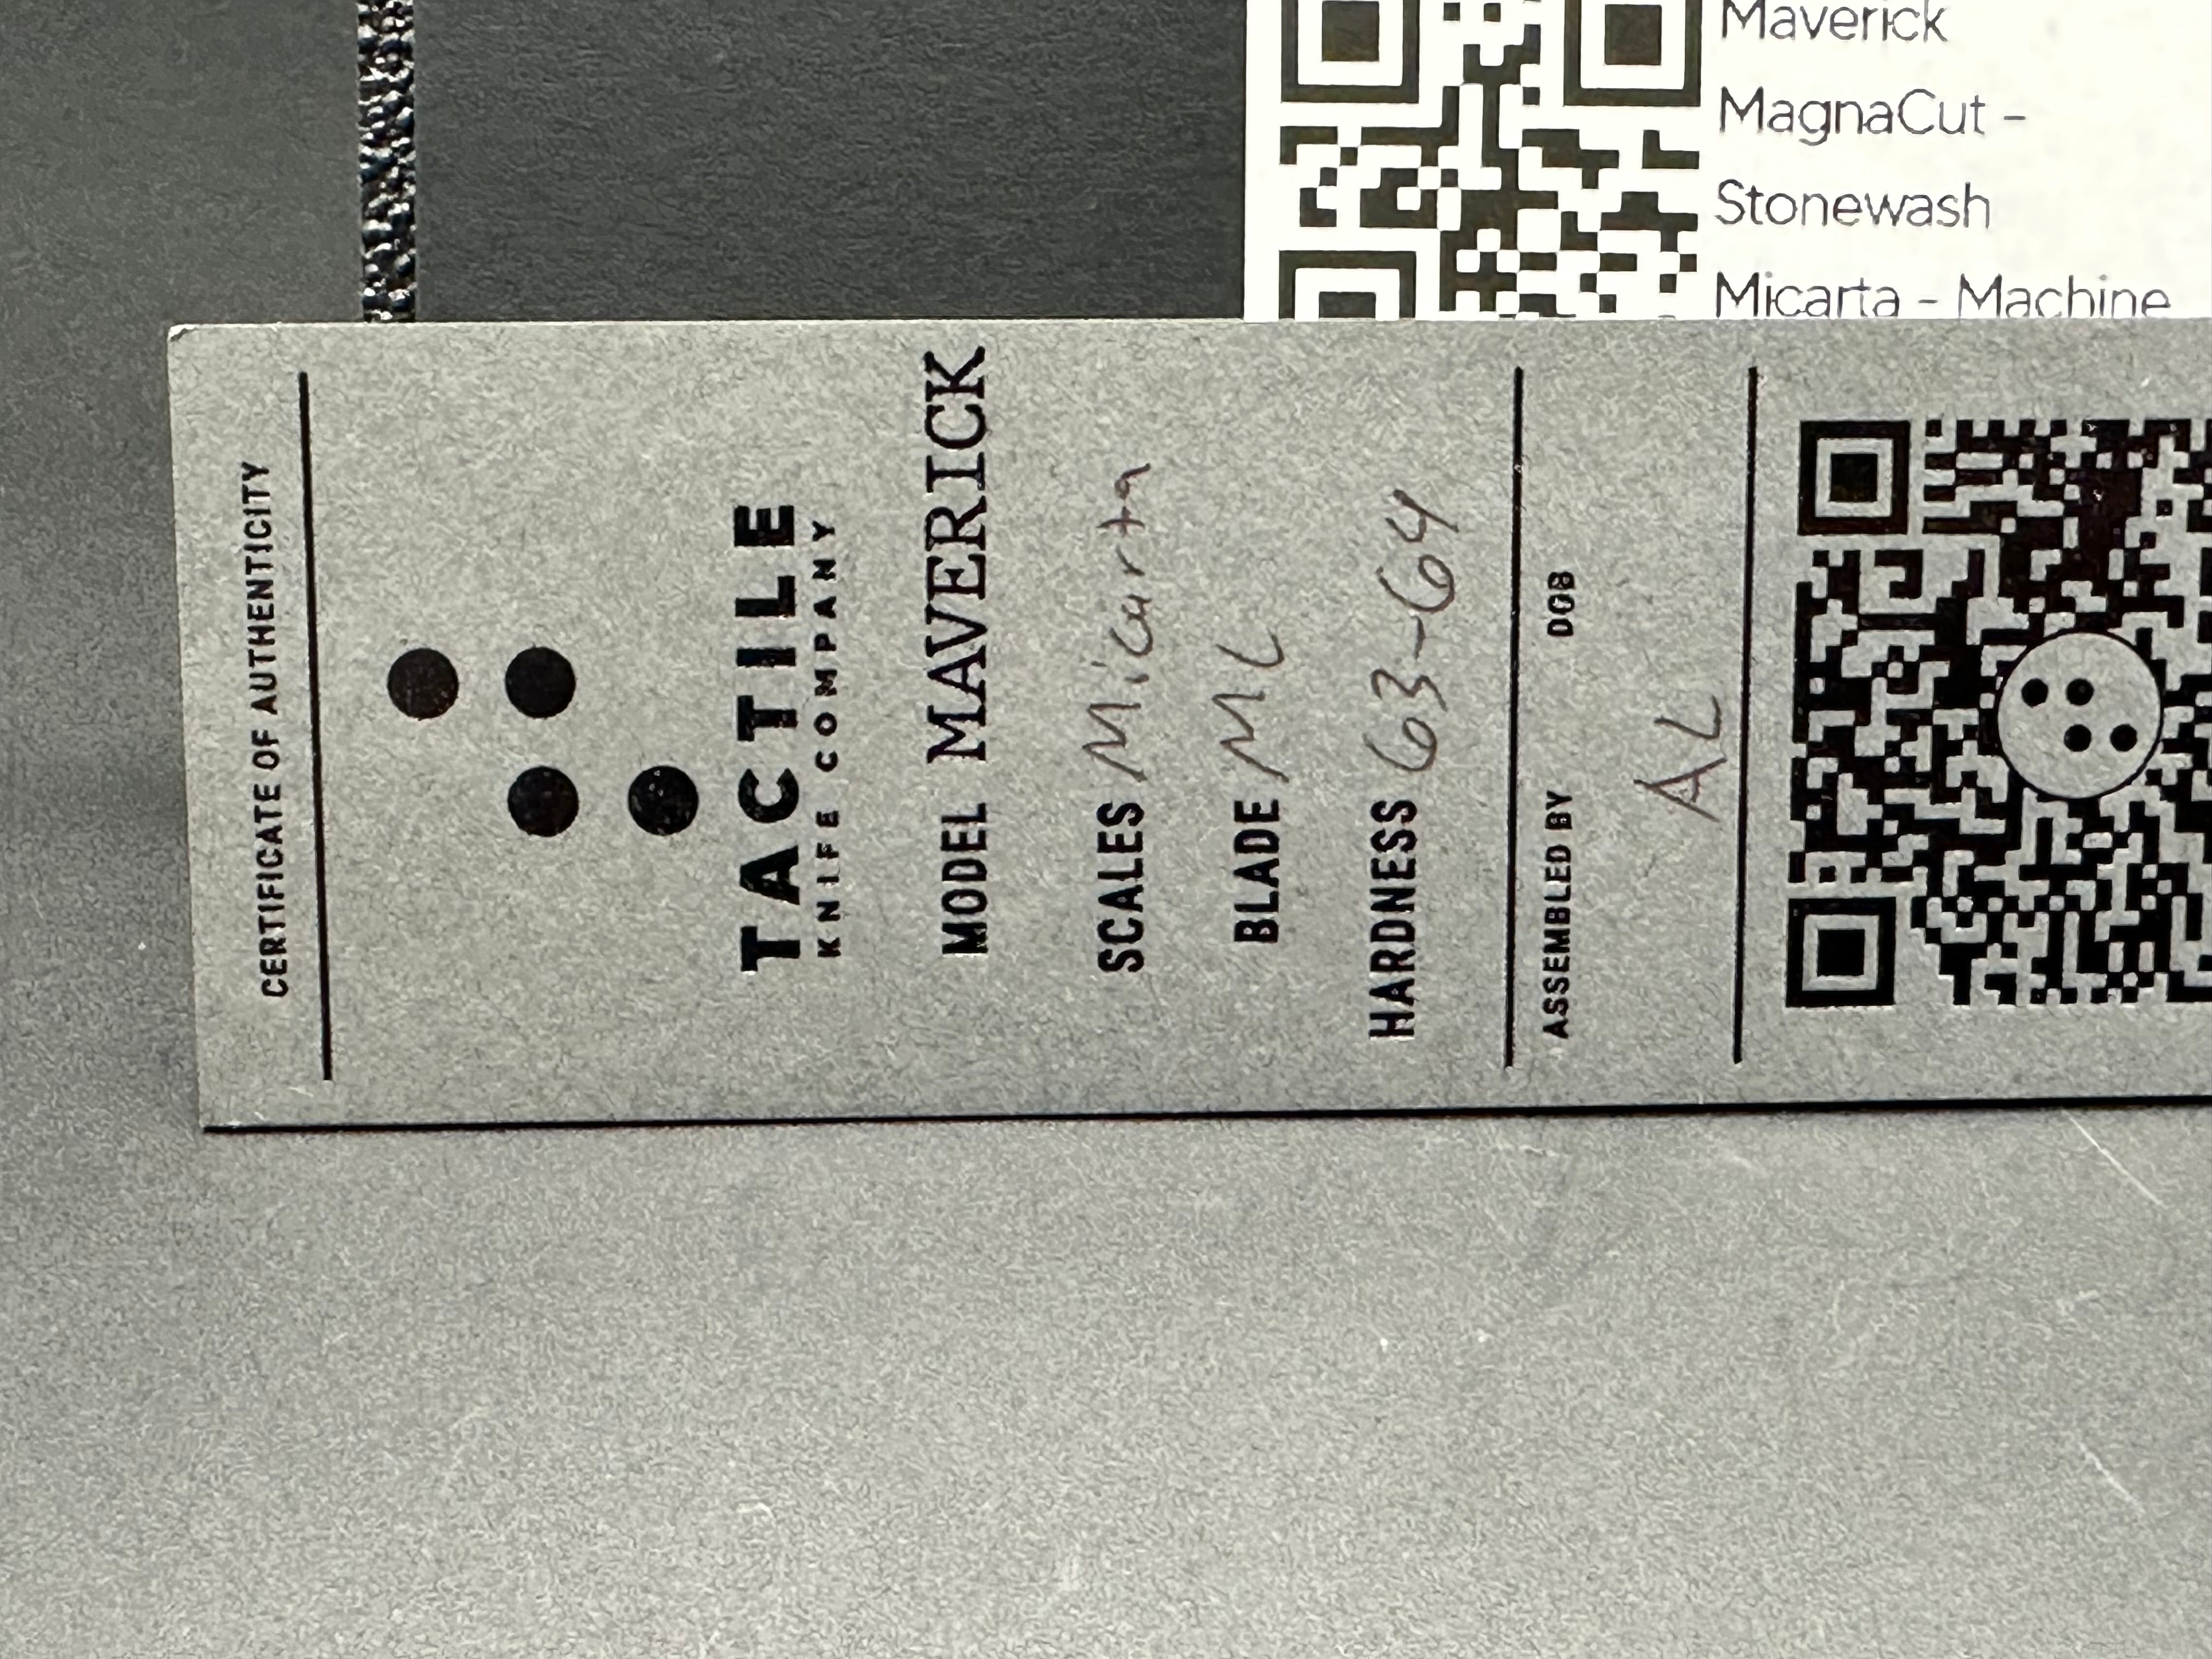 Maverick
MagnaCut -
Stonewash
Micarta - Machine
CERTIFICATE OF AUTHENTICITY
TACTILE
KNIFE COMPANY
MODEL MAVERICK
SCALES Micarta
BLADE MC
HARDNESS 63-64
ASSEMBLED BY DOB
AL